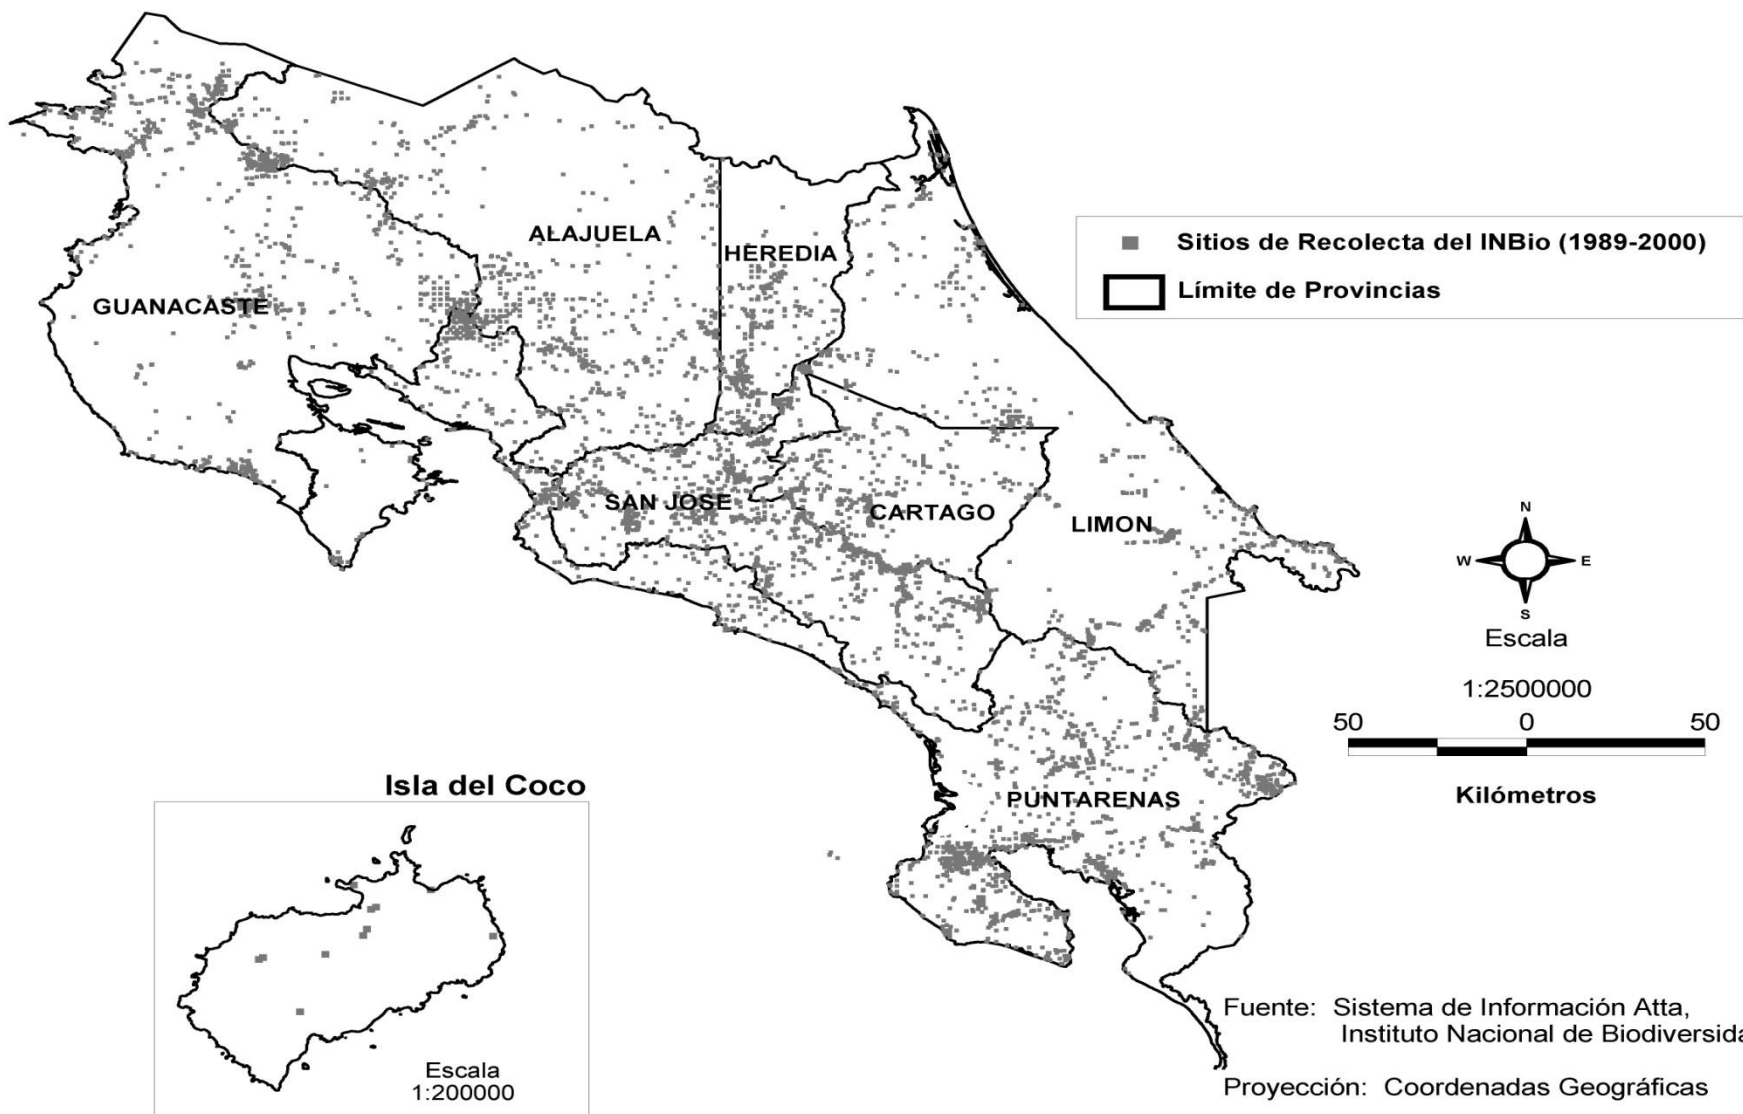 ALAJUELA
HEREDIA
GUANACASTE
Sitios de Recolecta del INBio (1989-2000)
Límite de Provincias
SAN JOSE
CARTAGO
LIMON
N
W
E
S
Escala
1:2500000
50 0 50
Kilómetros
PUNTARENAS
Isla del Coco
Escala
1:200000
Fuente: Sistema de Información Atta,
Instituto Nacional de Biodiversida
Proyección: Coordenadas Geográficas